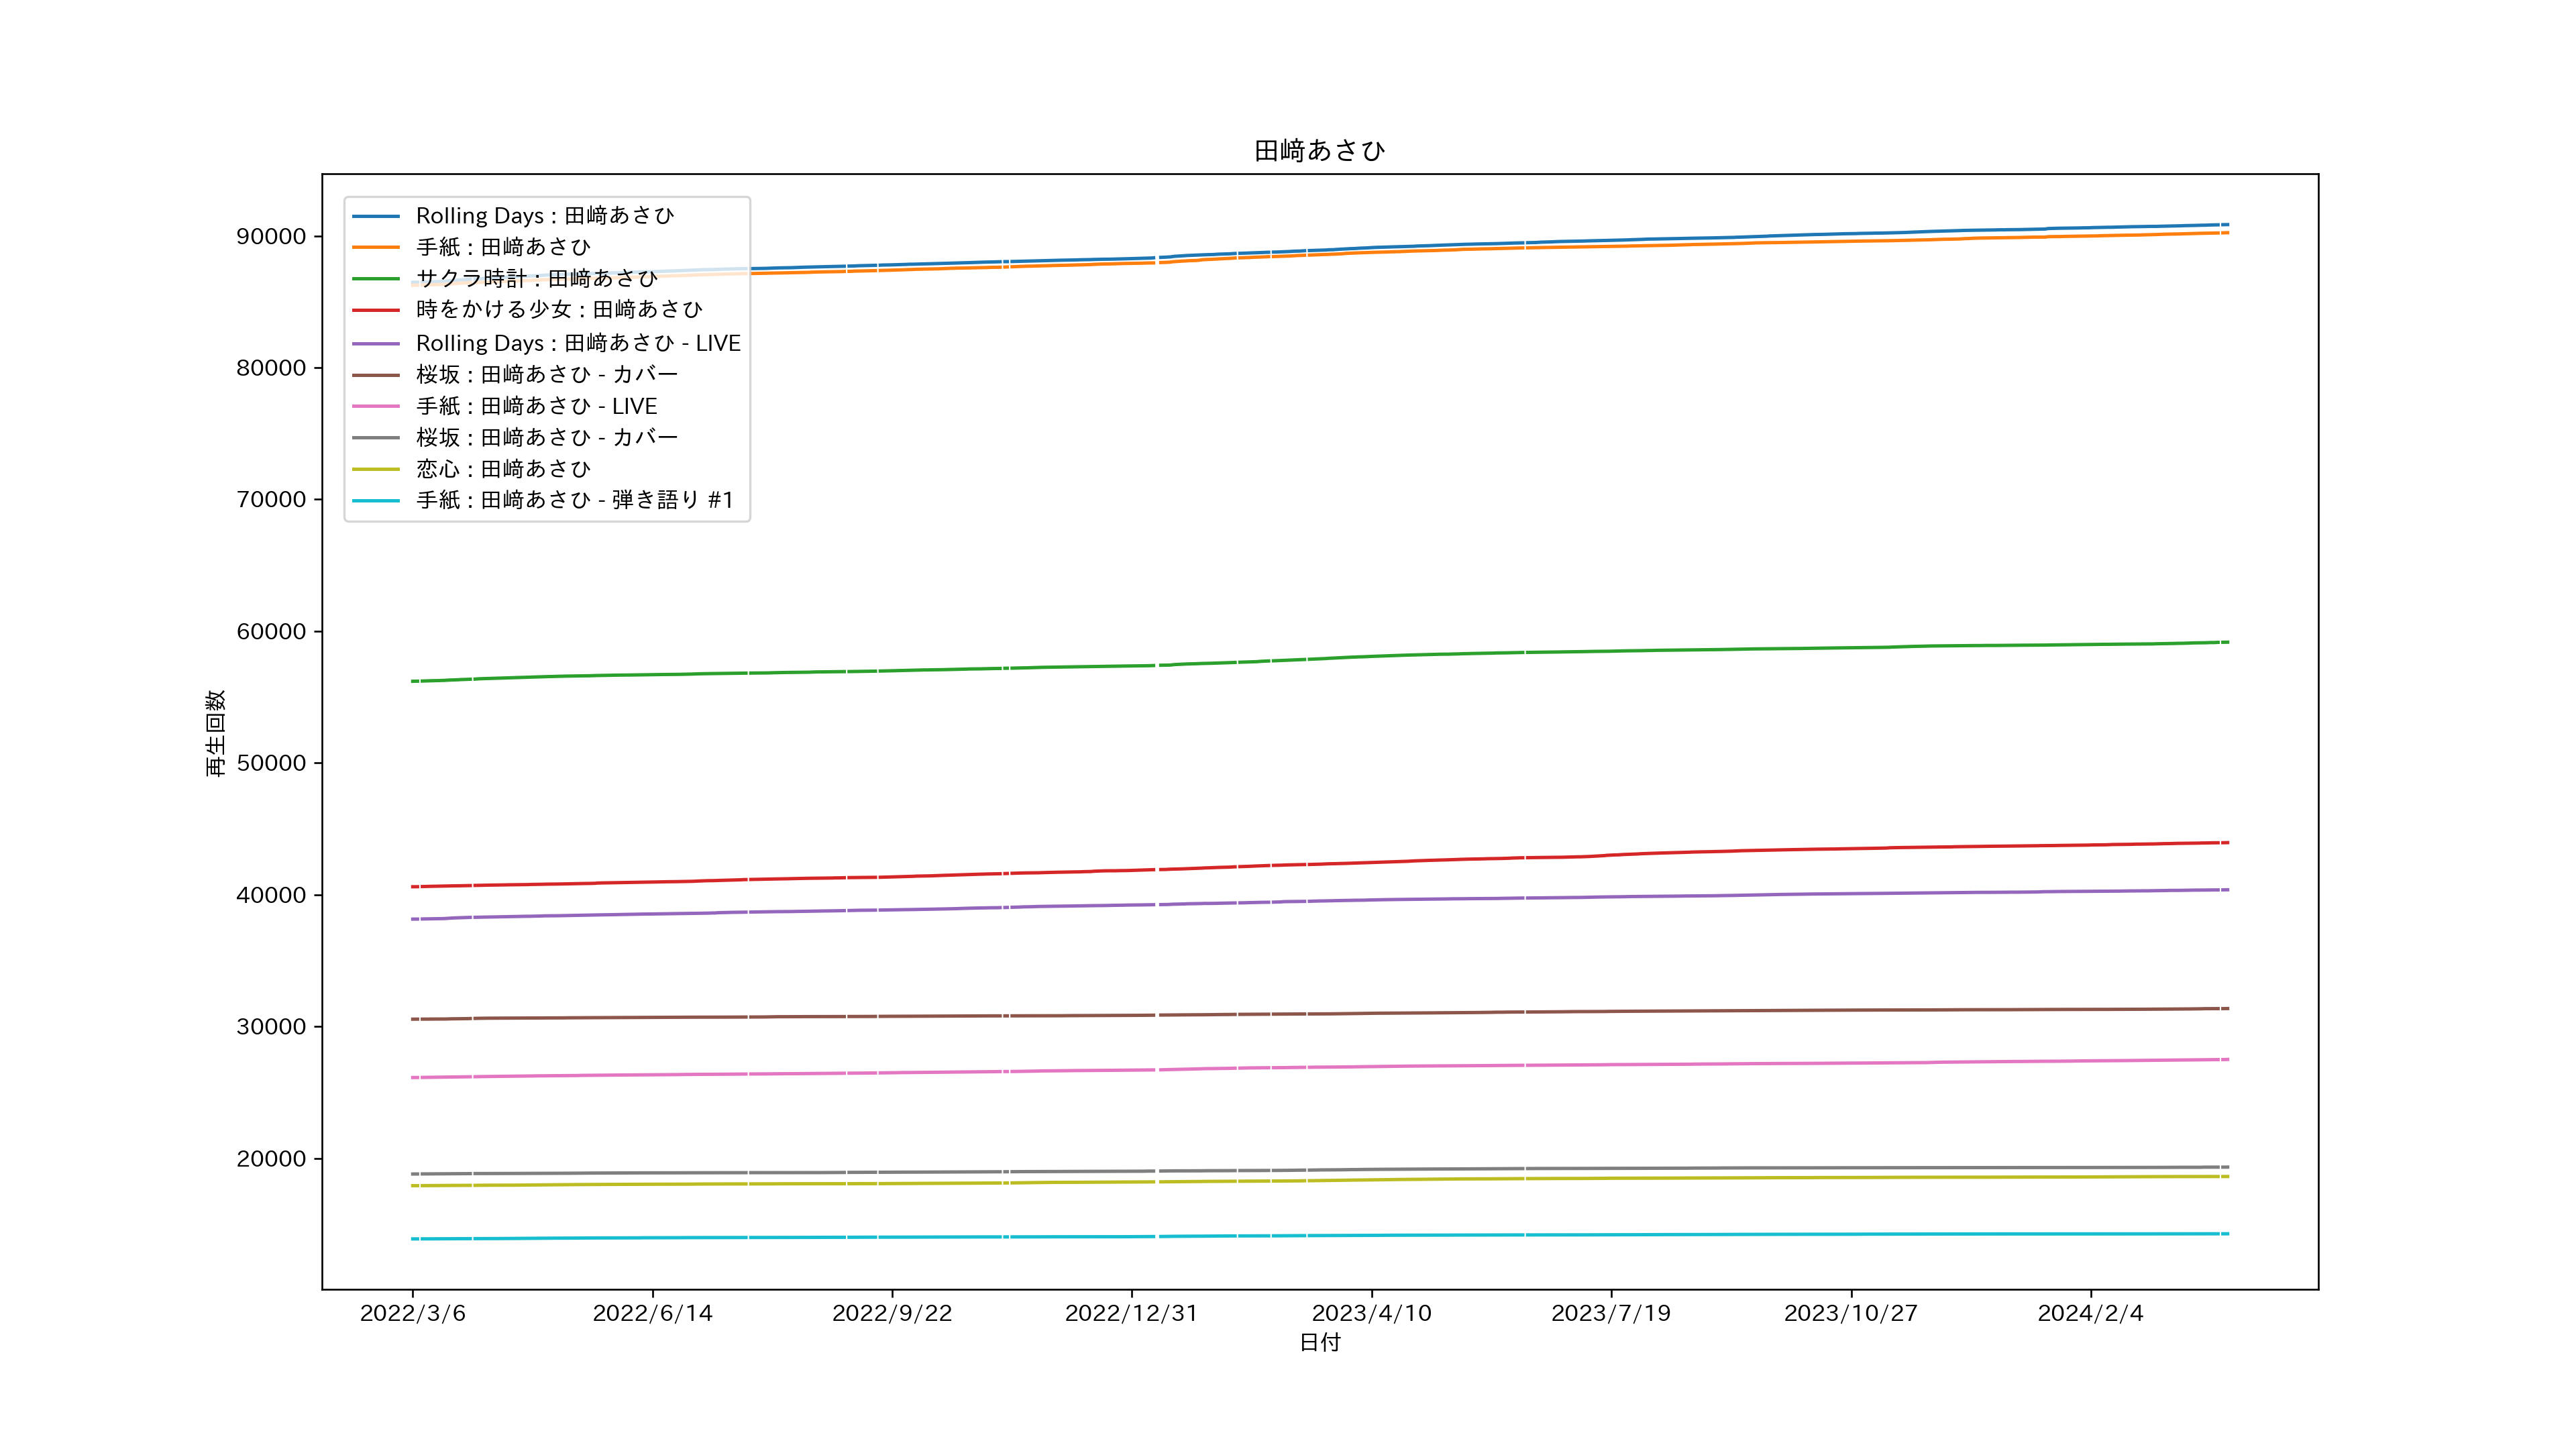 田﨑あさひ
Rolling Days : 田﨑あさひ
手紙 : 田﨑あさひ
サクラ時計 : 田﨑あさひ
時をかける少女 : 田﨑あさひ
Rolling Days : 田﨑あさひ - LIVE
桜坂 : 田﨑あさひ - カバー
手紙 : 田﨑あさひ - LIVE
桜坂 : 田﨑あさひ - カバー
恋心 : 田﨑あさひ
手紙 : 田﨑あさひ - 弾き語り #1
90000
80000
70000
60000
50000
40000
30000
20000
再生回数
2022/3/6 2022/6/14 2022/9/22 2022/12/31 2023/4/10 2023/7/19 2023/10/27 2024/2/4
日付